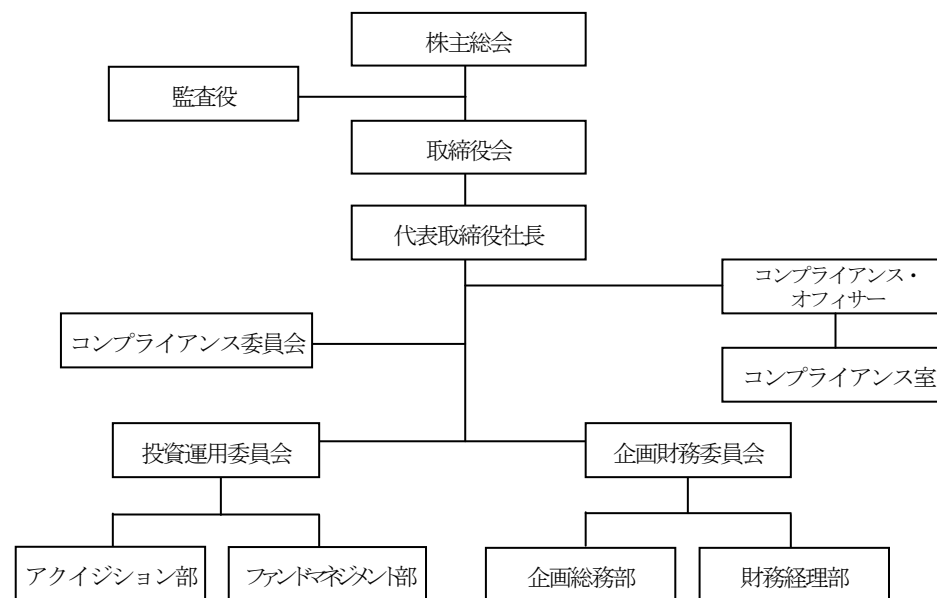 株主総会
監査役
取締役会
代表取締役社長
コンプライアンス・
オフィサー
コンプライアンス委員会
コンプライアンス室
投資運用委員会
企画財務委員会
アクイジション部
ファンドマネジメント部
企画総務部
財務経理部